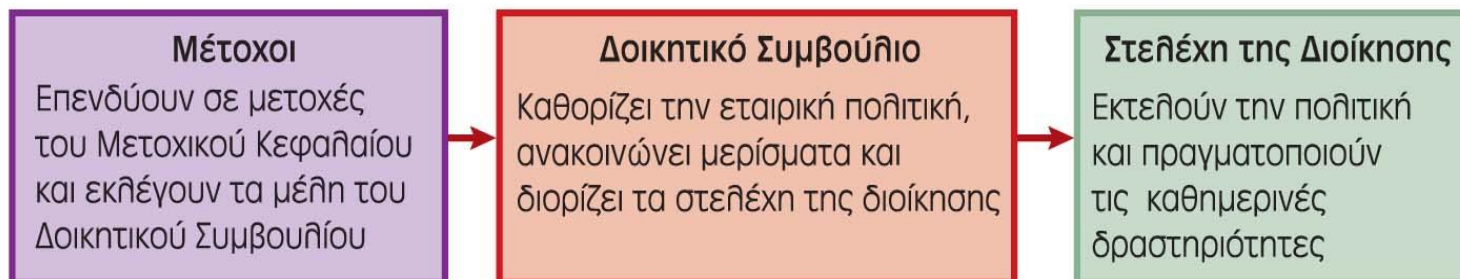 Μέτοχοι
Επενδύουν σε μετοχές
του Μετοχικού Κεφαλαίου
και εκλέγουν τα μέλη του
Δοικητικού Συμβουλίου
Δοικητικό Συμβούλιο
Καθορίζει την εταιρική πολιτική,
ανακοινώνει μερίσματα και
διορίζει τα στελέχη της διοίκησης
Στελέχη της Διοίκησης
Εκτελούν την πολιτική
και πραγματοποιούν
τις καθημερινές
δραστηριότητες